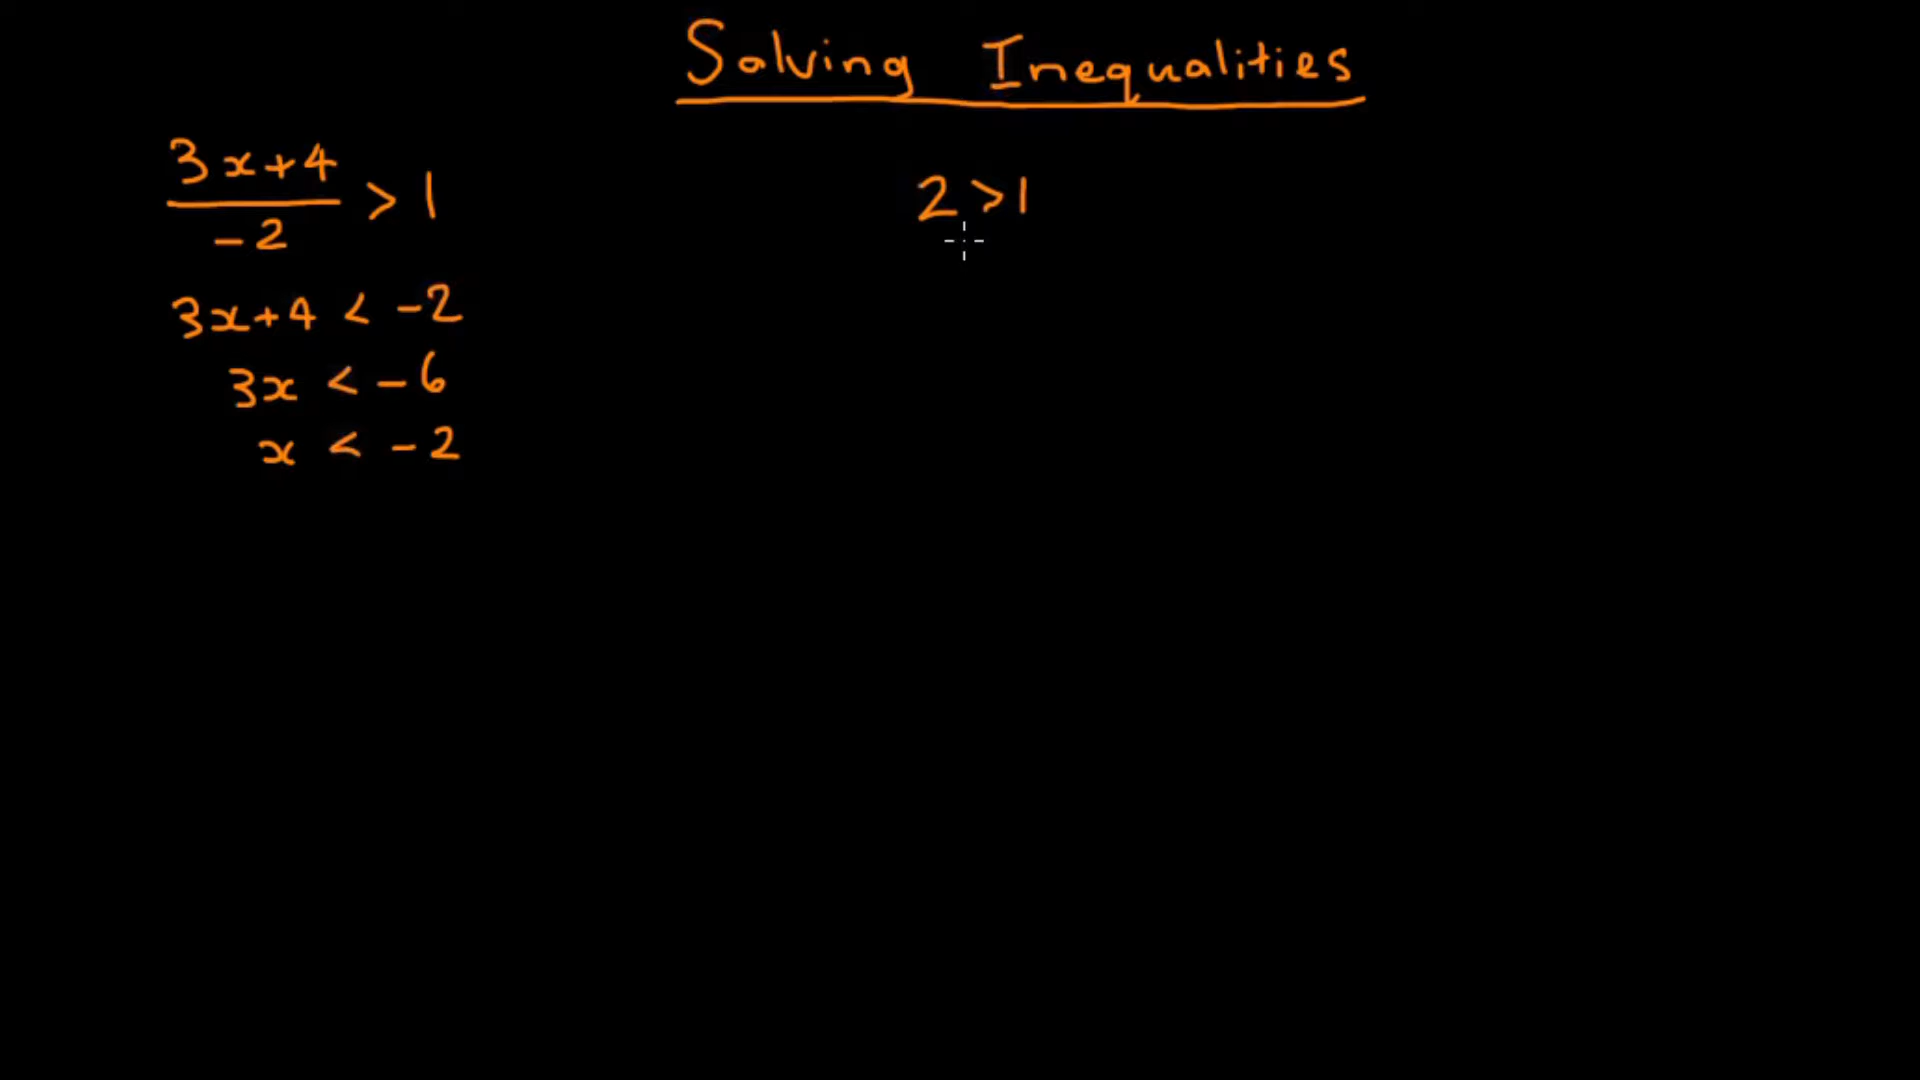 Solving Inequalities
3x+4
-2
> 1
3x+4 < -2
3x < -6
x < -2
2 > 1